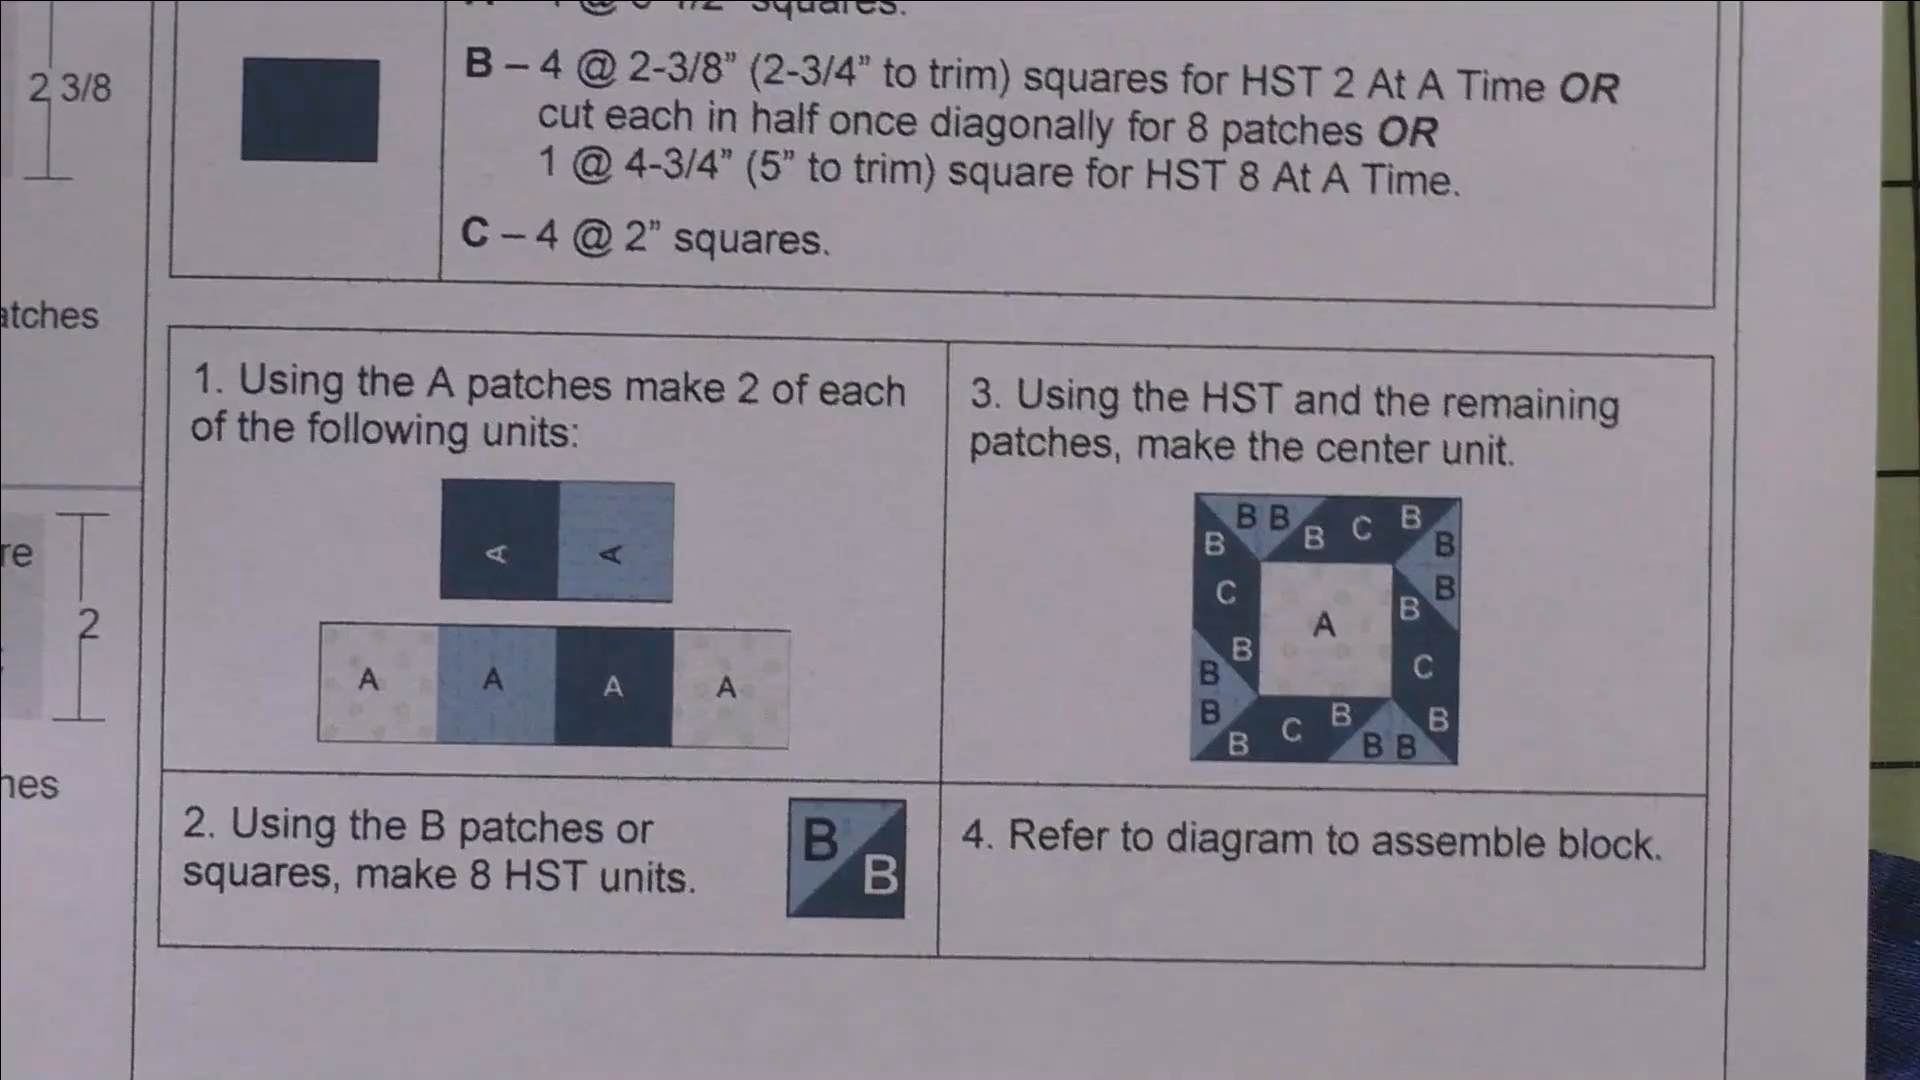 squares.
2 3/8
B – 4 @ 2-3/8” (2-3/4” to trim) squares for HST 2 At A Time OR
cut each in half once diagonally for 8 patches OR
1 @ 4-3/4” (5” to trim) square for HST 8 At A Time.
C – 4 @ 2” squares.
2
1. Using the A patches make 2 of each
of the following units:
A A
A A A A
2. Using the B patches or
squares, make 8 HST units.
B
B
3. Using the HST and the remaining
patches, make the center unit.
B B B C B
B B
C B B
A
B C
B
B B C B B B B
4. Refer to diagram to assemble block.